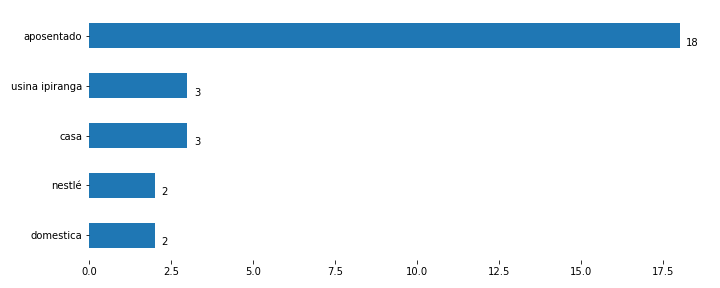 aposentado 18
usina ipiranga 3
casa 3
nestlé 2
domestica 2
0.0 2.5 5.0 7.5 10.0 12.5 15.0 17.5